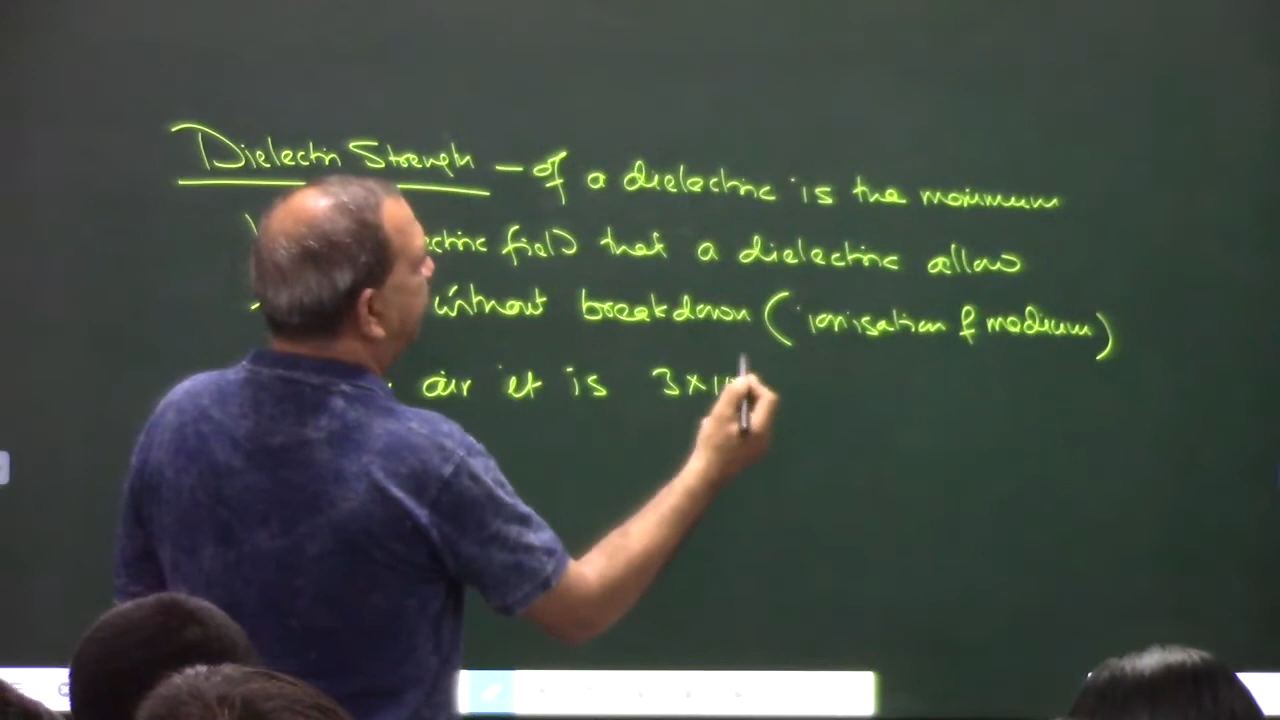 Dielectric Strength – of a dielectric is the maximum
field that a dielectric allow
without breakdown (ionisation of medium)
air it is 3×10